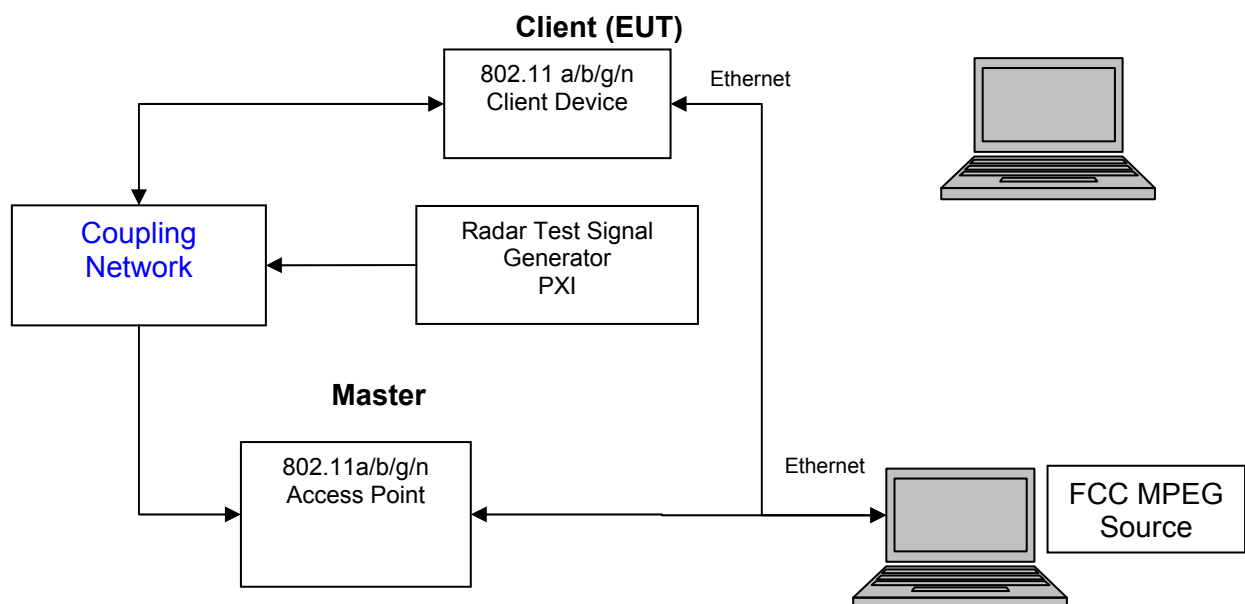 Client (EUT)
802.11 a/b/g/n
Client Device
Ethernet
Coupling
Network
Radar Test Signal
Generator
PXI
Master
802.11a/b/g/n
Access Point
Ethernet
FCC MPEG
Source